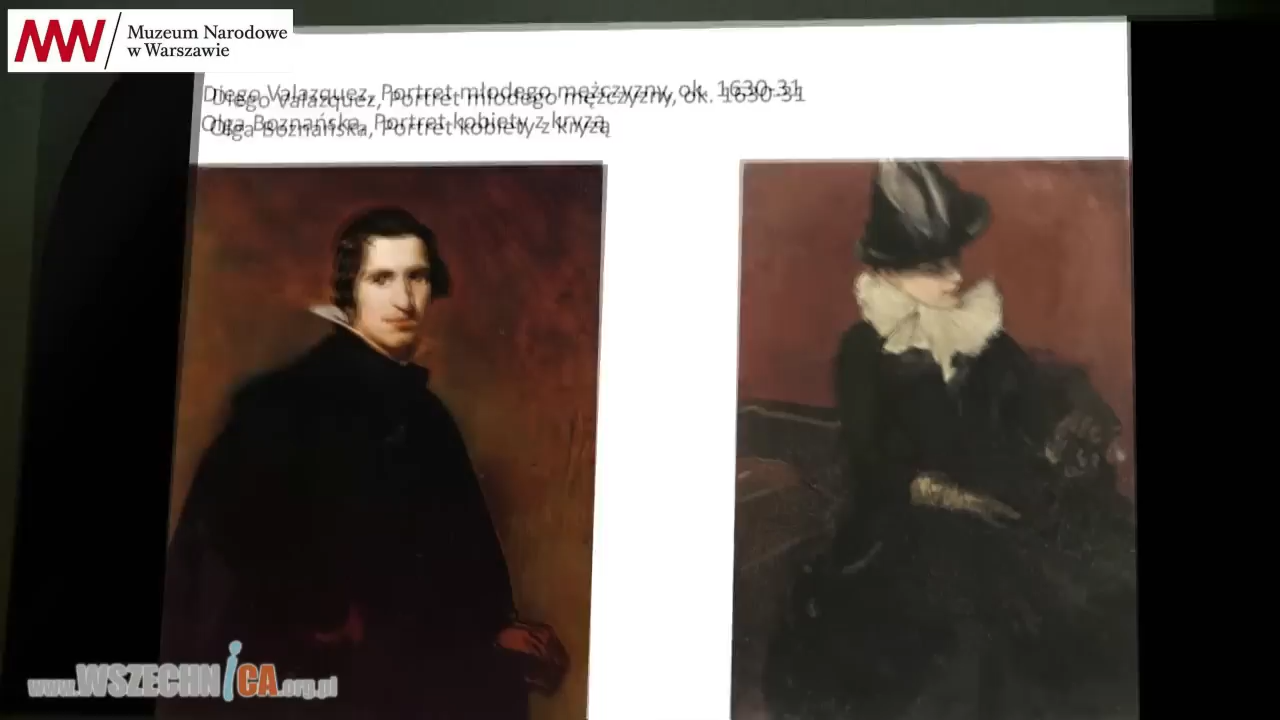 Muzeum Narodowe
w Warszawie
Diego Valazquez, Portret młodego mężczyzny, ok. 1630-31
Olga Boznańska, Portret kobiety z kryzą
www.WSZECHNiCA.org.pl